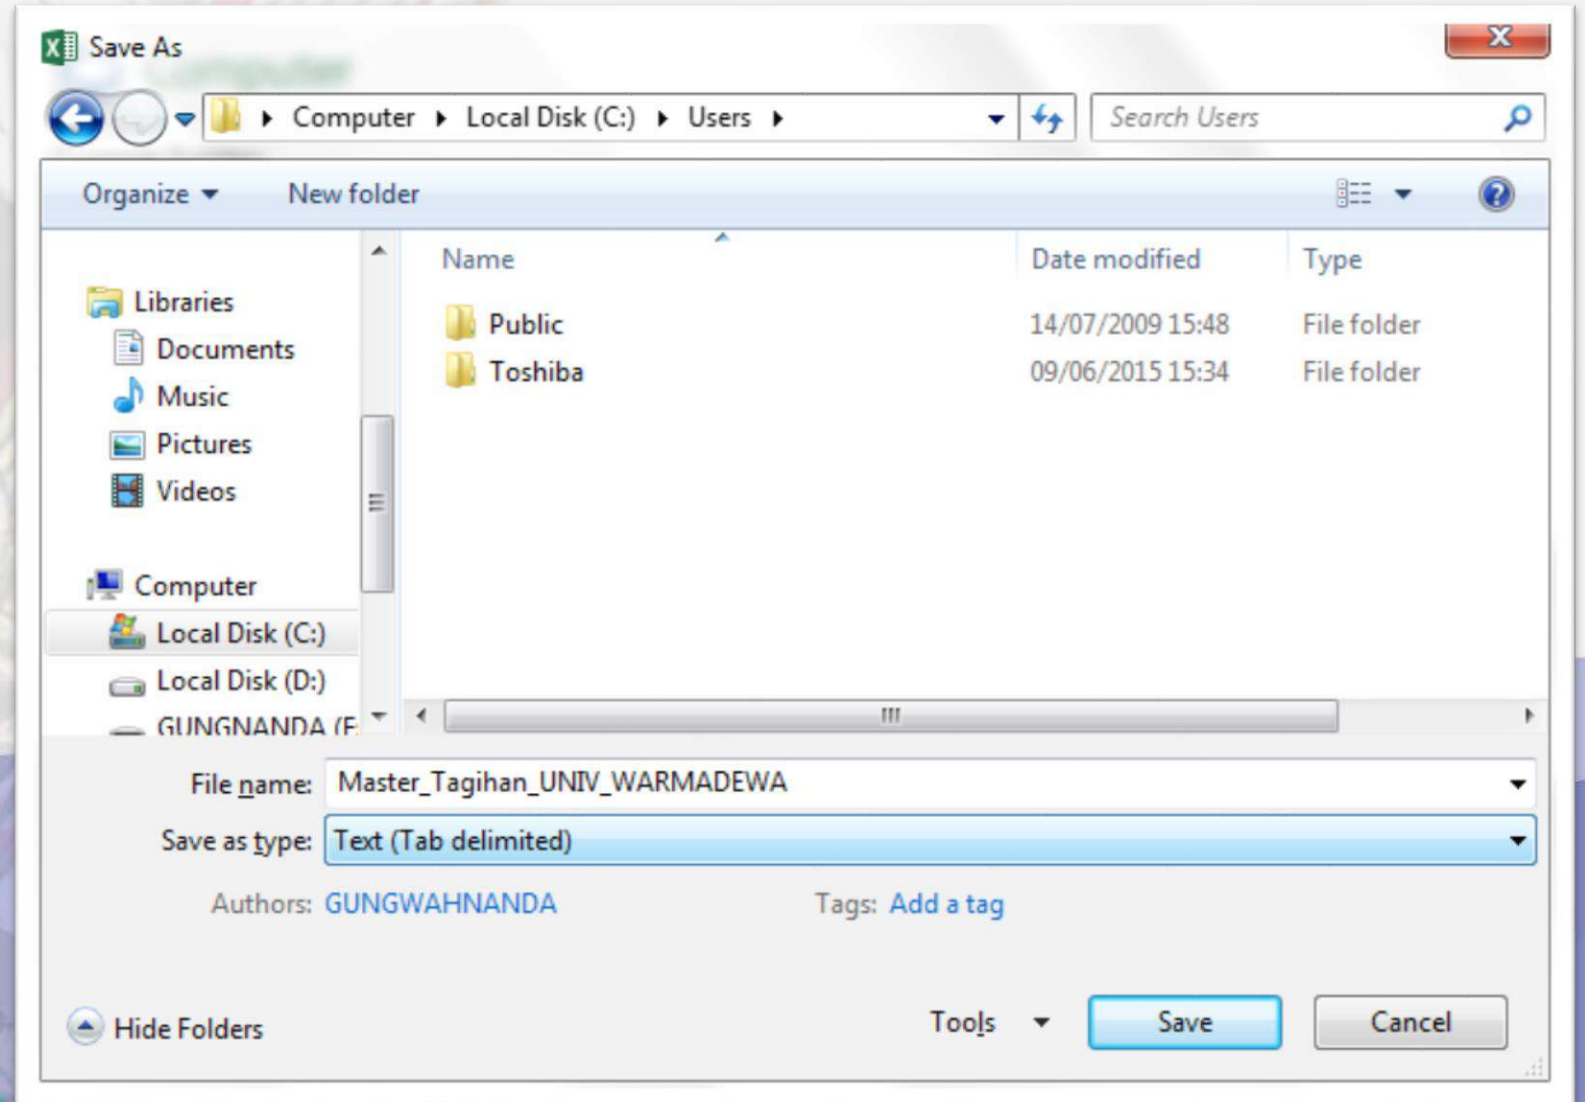 Save As
Computer Local Disk (C:) Users Search Users
Organize New folder
Name Date modified Type
Libraries
Documents
Music
Pictures
Videos
Computer
Local Disk (C:)
Local Disk (D:)
GUNGNANDA
Public 14/07/2009 15:48 File folder
Toshiba 09/06/2015 15:34 File folder
File name: Master_Tagihan_UNIV_WARMADEWA
Save as type: Text (Tab delimited)
Authors: GUNGWAHNANDA Tags: Add a tag
Hide Folders Tools Save Cancel